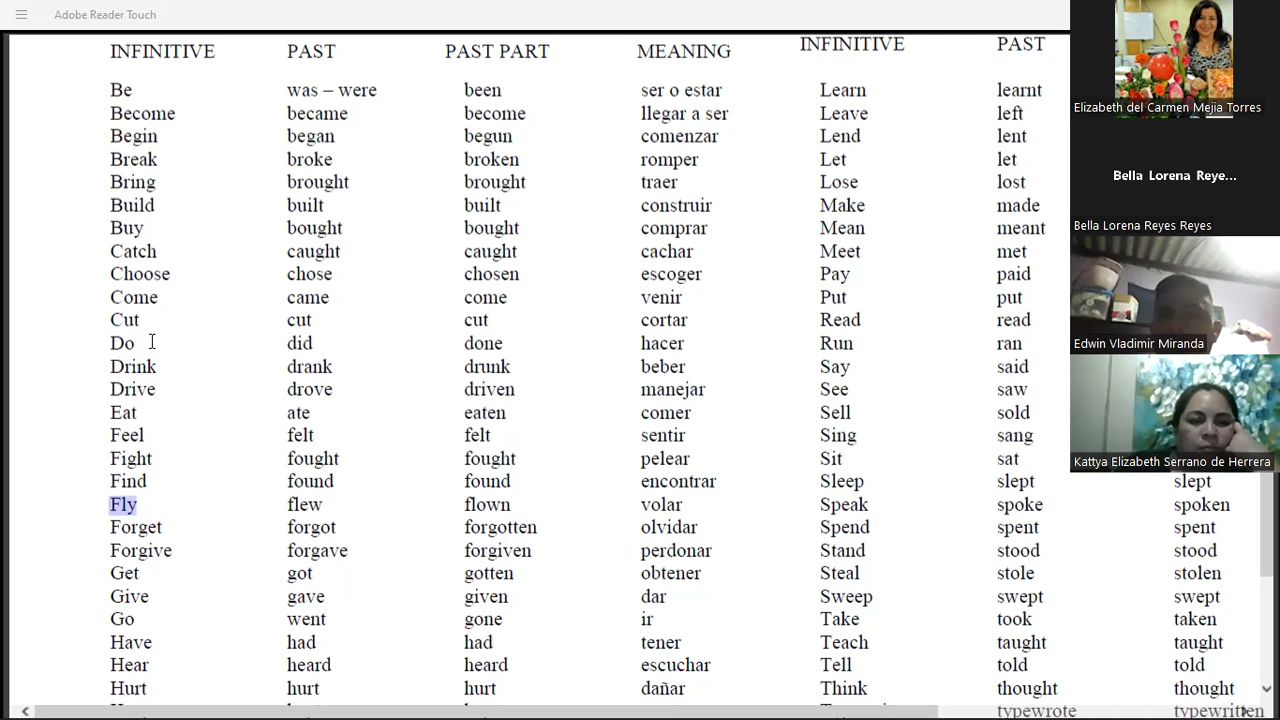 Adobe Reader Touch
INFINITIVE PAST PAST PART MEANING INFINITIVE PAST
Be was – were been ser o estar Learn learnt
Become became become llegar a ser Leave left
Begin began begun comenzar Lend lent
Break broke broken romper Let let
Bring brought brought traer Lose lost
Build built built construir Make made
Buy bought bought comprar Mean meant
Catch caught caught cachar Meet met
Choose chose chosen escoger Pay paid
Come came come venir Put put
Cut cut cut cortar Read read
Do did done hacer Run ran
Drink drank drunk beber Say said
Drive drove driven manejar See saw
Eat ate eaten comer Sell sold
Feel felt felt sentir Sing sang
Fight fought fought pelear Sit sat
Find found found encontrar Sleep slept slept
Fly flew flown volar Speak spoke spoken
Forget forgot forgotten olvidar Spend spent spent
Forgive forgave forgiven perdonar Stand stood stood
Get got gotten obtener Steal stole stolen
Give gave given dar Sweep swept swept
Go went gone ir Take took taken
Have had had tener Teach taught taught
Hear heard heard escuchar Tell told told
Hurt hurt hurt dañar Think thought thought
typewrote typewritten
Elizabeth del Carmen Mejia Torres
Bella Lorena Reye...
Bella Lorena Reyes Reyes
Edwin Vladimir Miranda
Kattya Elizabeth Serrano de Herrera